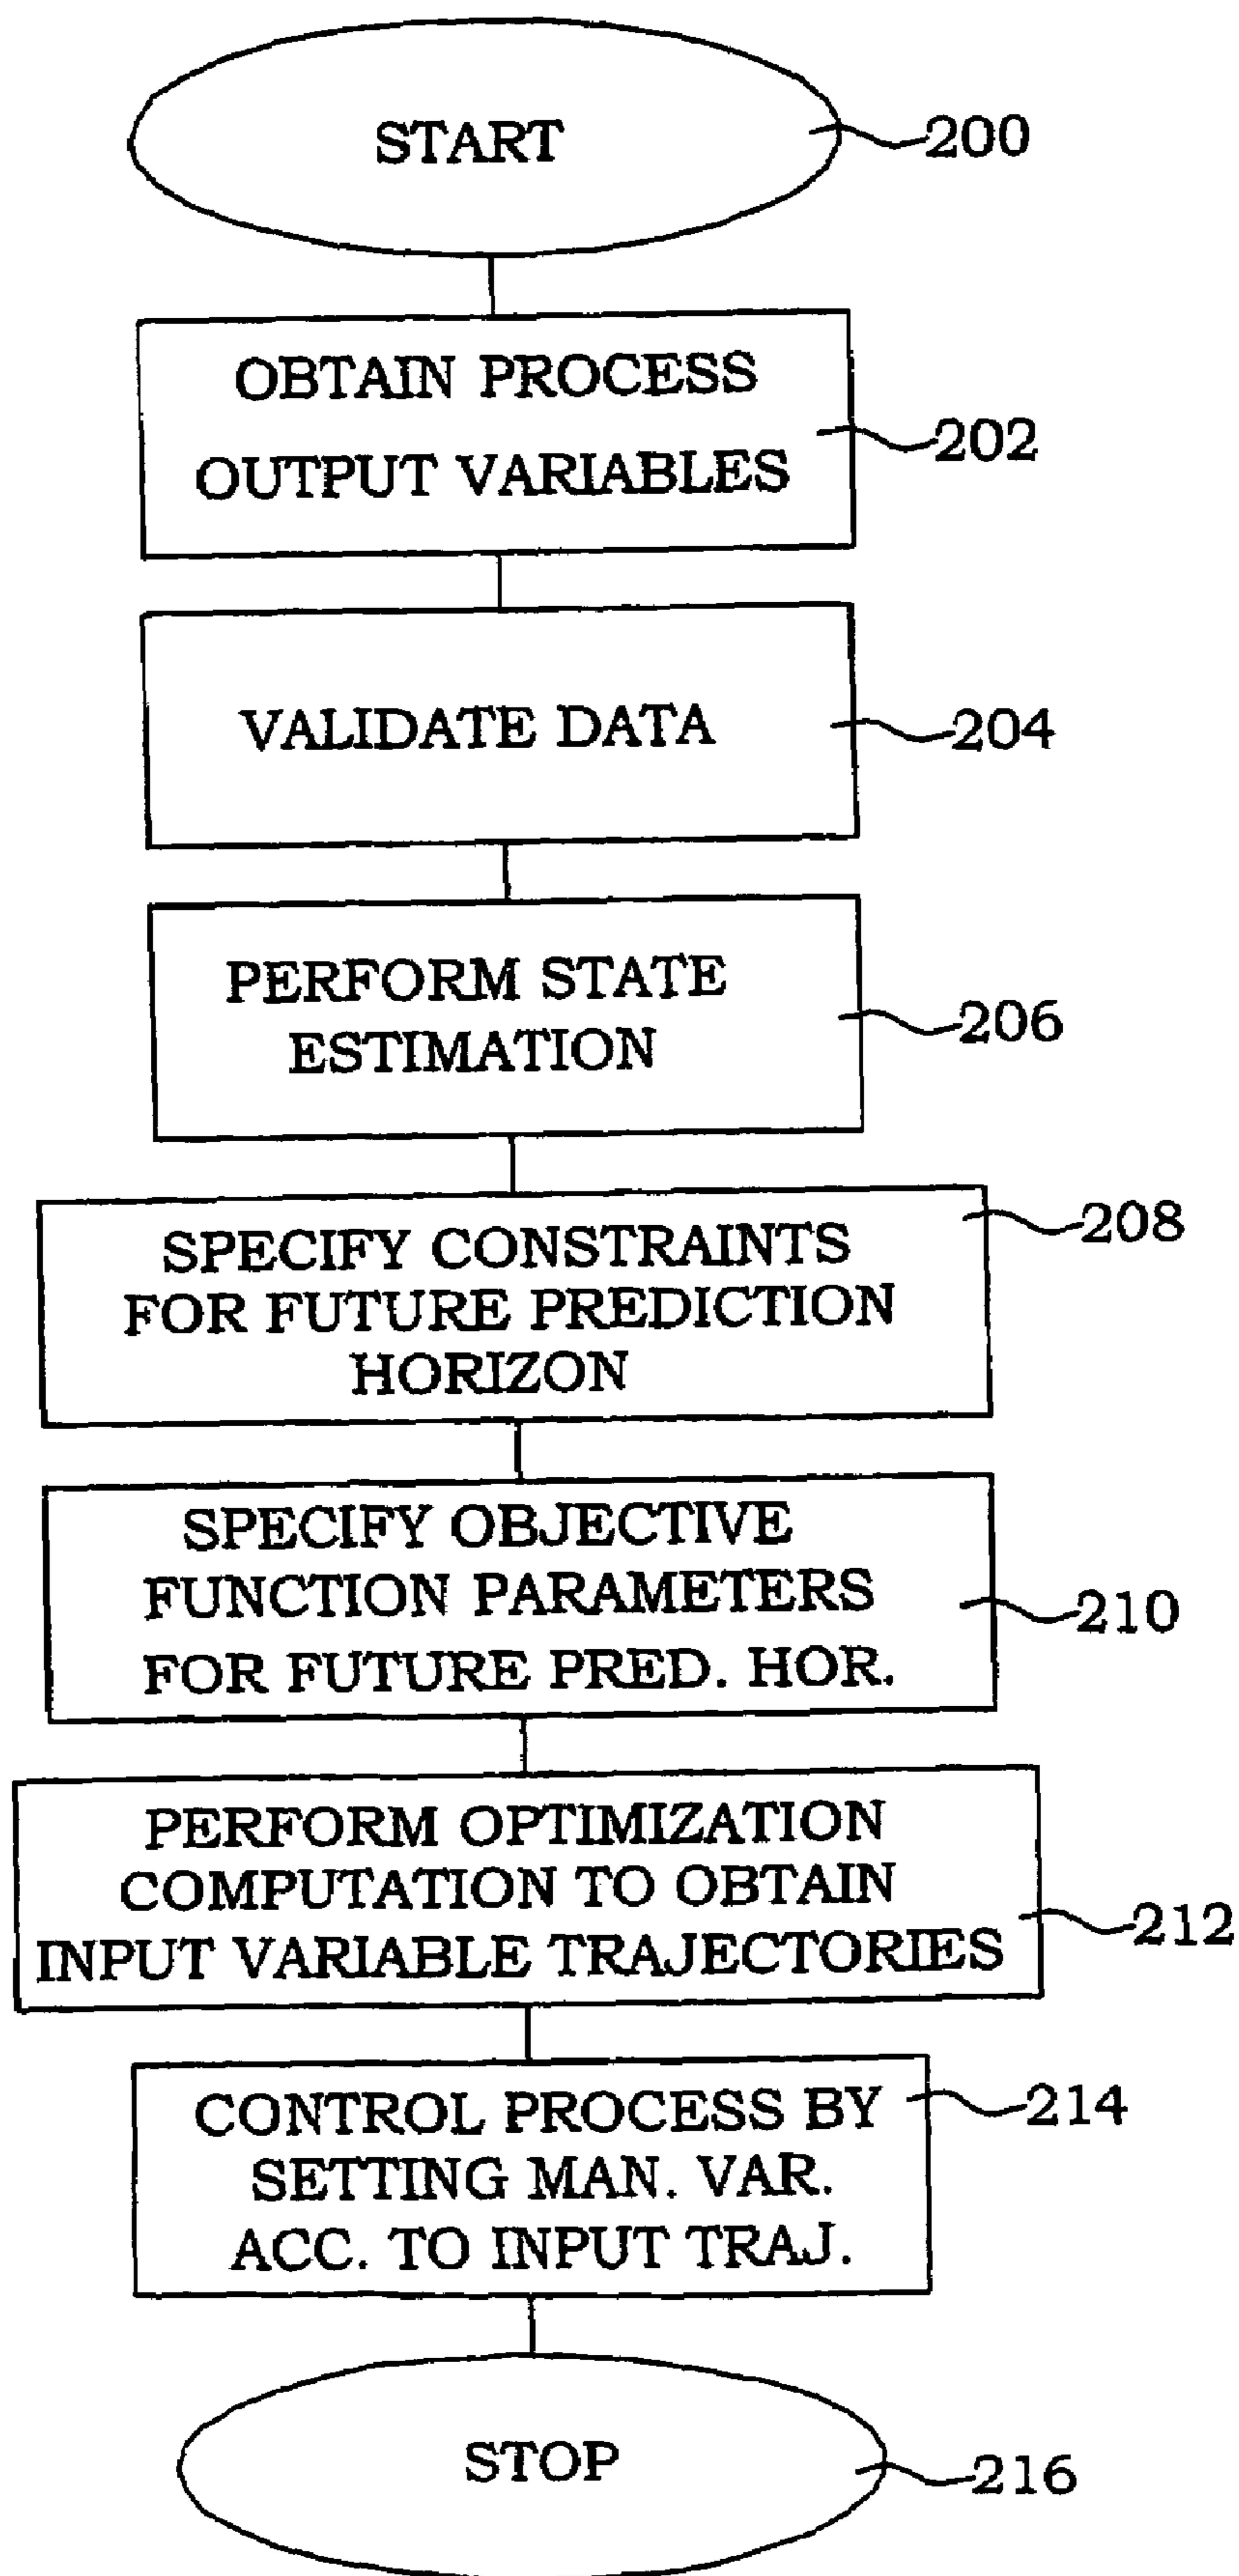 START
200
OBTAIN PROCESS
OUTPUT VARIABLES
202
VALIDATE DATA
204
PERFORM STATE
ESTIMATION
206
SPECIFY CONSTRAINTS
FOR FUTURE PREDICTION
HORIZON
208
SPECIFY OBJECTIVE
FUNCTION PARAMETERS
FOR FUTURE PRED. HOR.
210
PERFORM OPTIMIZATION
COMPUTATION TO OBTAIN
INPUT VARIABLE TRAJECTORIES
212
CONTROL PROCESS BY
SETTING MAN. VAR.
ACC. TO INPUT TRAJ.
214
STOP
216